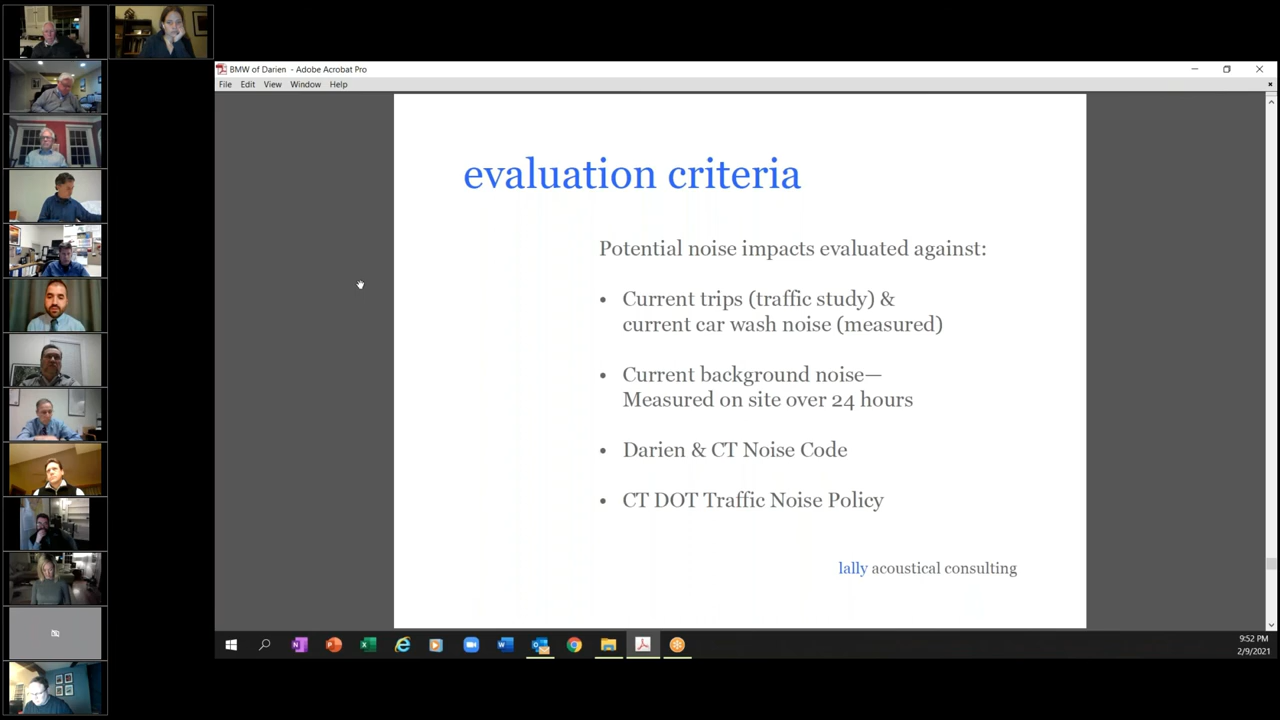 BMW of Darien - Adobe Acrobat Pro
File Edit View Window Help
evaluation criteria
Potential noise impacts evaluated against:
• Current trips (traffic study) &
current car wash noise (measured)
• Current background noise—
Measured on site over 24 hours
• Darien & CT Noise Code
• CT DOT Traffic Noise Policy
lally acoustical consulting
9:52 PM
2/9/2021